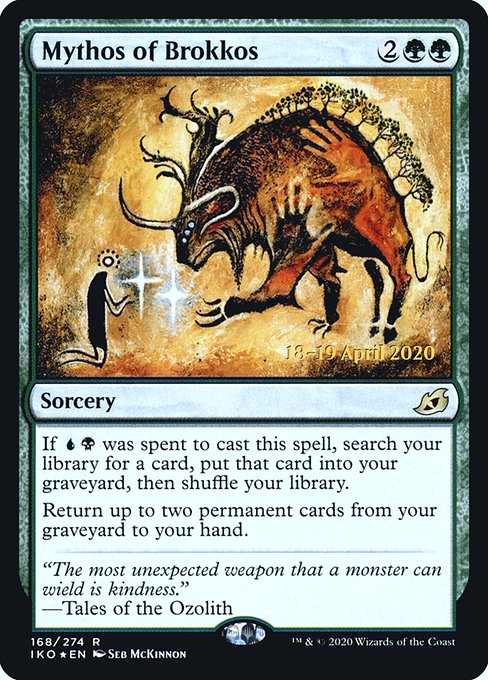 Mythos of Brokkos 2
18–19 April 2020
Sorcery
If was spent to cast this spell, search your
library for a card, put that card into your
graveyard, then shuffle your library.
Return up to two permanent cards from your
graveyard to your hand.
“The most unexpected weapon that a monster can
wield is kindness.”
—Tales of the Ozolith
168/274 R
IKO★EN Seb McKinnon
™ & © 2020 Wizards of the Coast